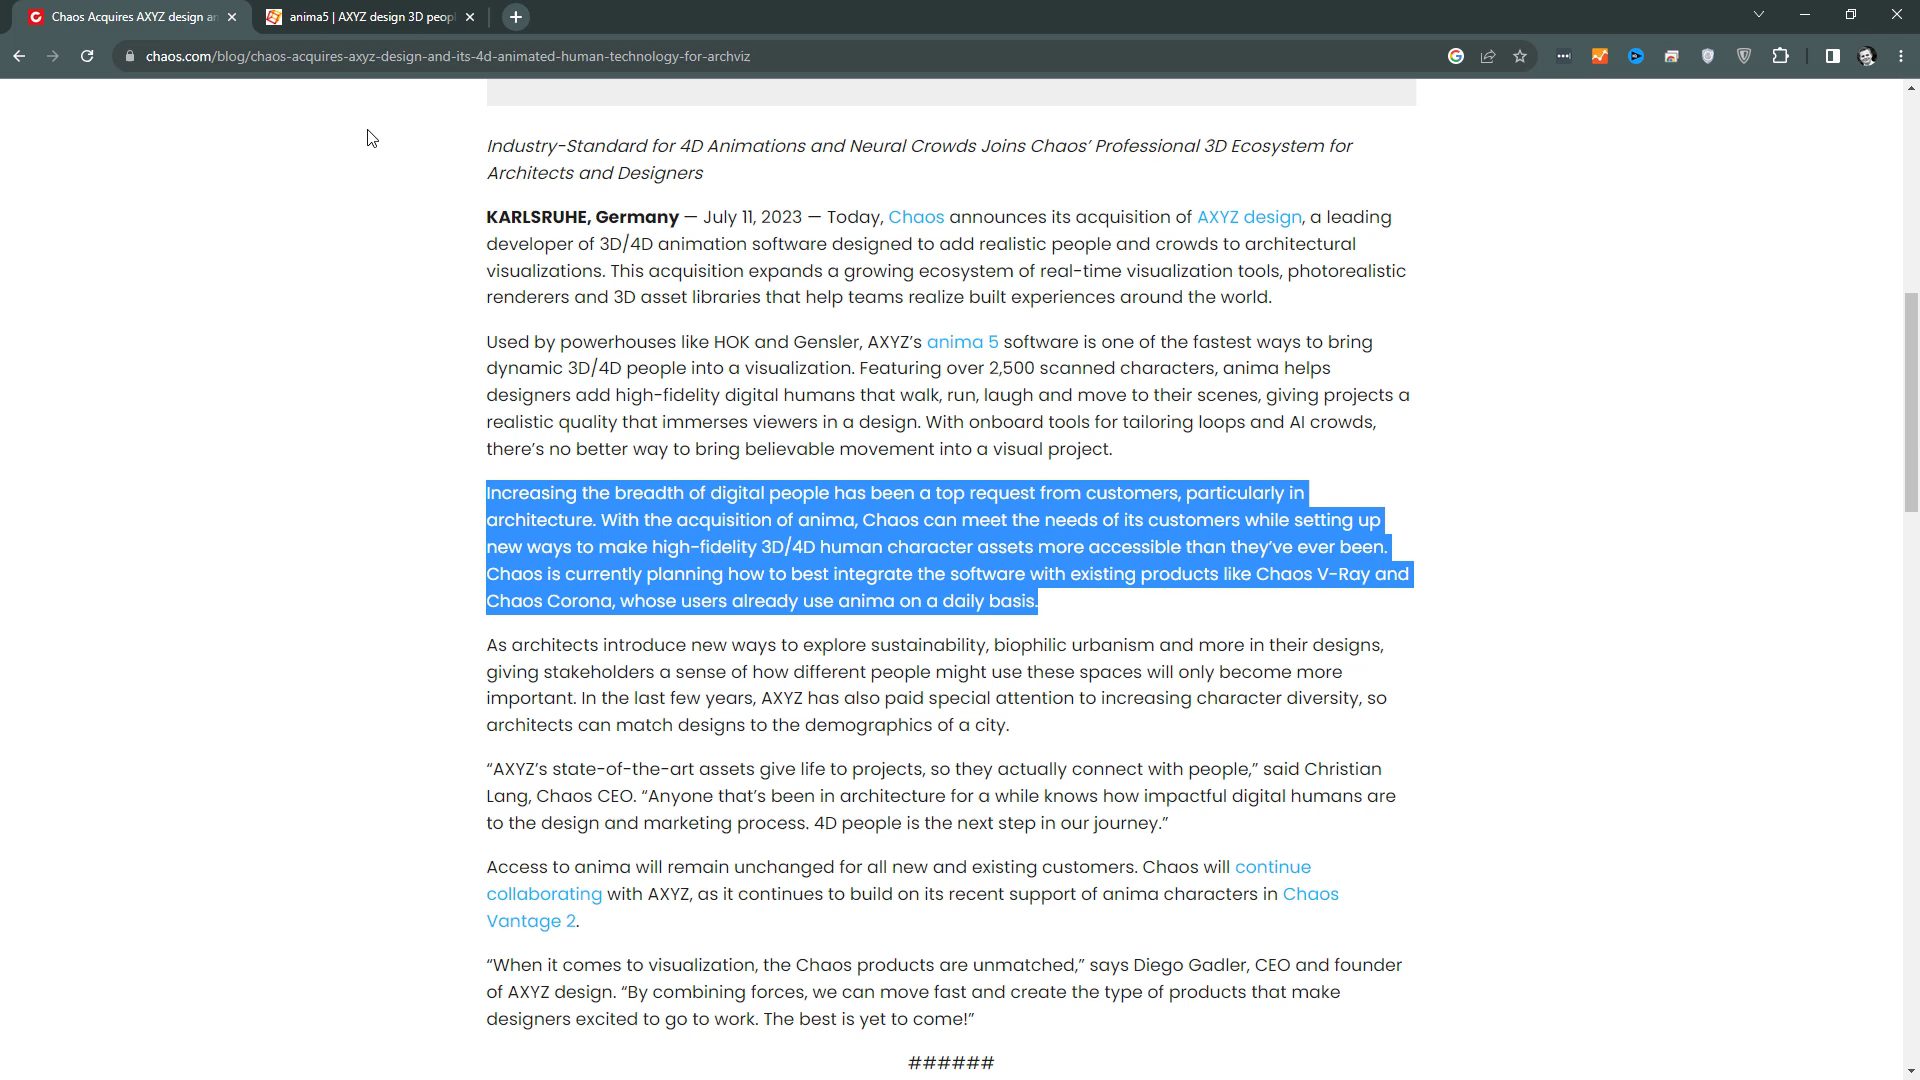 Chaos Acquires AXYZ design an
anima5 | AXYZ design 3D peopl
chaos.com/blog/chaos-acquires-axyz-design-and-its-4d-animated-human-technology-for-archviz
Industry-Standard for 4D Animations and Neural Crowds Joins Chaos’ Professional 3D Ecosystem for
Architects and Designers
KARLSRUHE, Germany — July 11, 2023 — Today, Chaos announces its acquisition of AXYZ design, a leading
developer of 3D/4D animation software designed to add realistic people and crowds to architectural
visualizations. This acquisition expands a growing ecosystem of real-time visualization tools, photorealistic
renderers and 3D asset libraries that help teams realize built experiences around the world.
Used by powerhouses like HOK and Gensler, AXYZ’s anima 5 software is one of the fastest ways to bring
dynamic 3D/4D people into a visualization. Featuring over 2,500 scanned characters, anima helps
designers add high-fidelity digital humans that walk, run, laugh and move to their scenes, giving projects a
realistic quality that immerses viewers in a design. With onboard tools for tailoring loops and AI crowds,
there’s no better way to bring believable movement into a visual project.
Increasing the breadth of digital people has been a top request from customers, particularly in
architecture. With the acquisition of anima, Chaos can meet the needs of its customers while setting up
new ways to make high-fidelity 3D/4D human character assets more accessible than they’ve ever been.
Chaos is currently planning how to best integrate the software with existing products like Chaos V-Ray and
Chaos Corona, whose users already use anima on a daily basis.
As architects introduce new ways to explore sustainability, biophilic urbanism and more in their designs,
giving stakeholders a sense of how different people might use these spaces will only become more
important. In the last few years, AXYZ has also paid special attention to increasing character diversity, so
architects can match designs to the demographics of a city.
“AXYZ’s state-of-the-art assets give life to projects, so they actually connect with people,” said Christian
Lang, Chaos CEO. “Anyone that’s been in architecture for a while knows how impactful digital humans are
to the design and marketing process. 4D people is the next step in our journey.”
Access to anima will remain unchanged for all new and existing customers. Chaos will continue
collaborating with AXYZ, as it continues to build on its recent support of anima characters in Chaos
Vantage 2.
“When it comes to visualization, the Chaos products are unmatched,” says Diego Gadler, CEO and founder
of AXYZ design. “By combining forces, we can move fast and create the type of products that make
designers excited to go to work. The best is yet to come!”
######